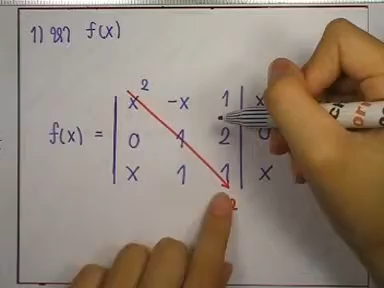 1) หา f(x)
x² -x 1 x
f(x) = 0 1 2 0
x 1 1 x